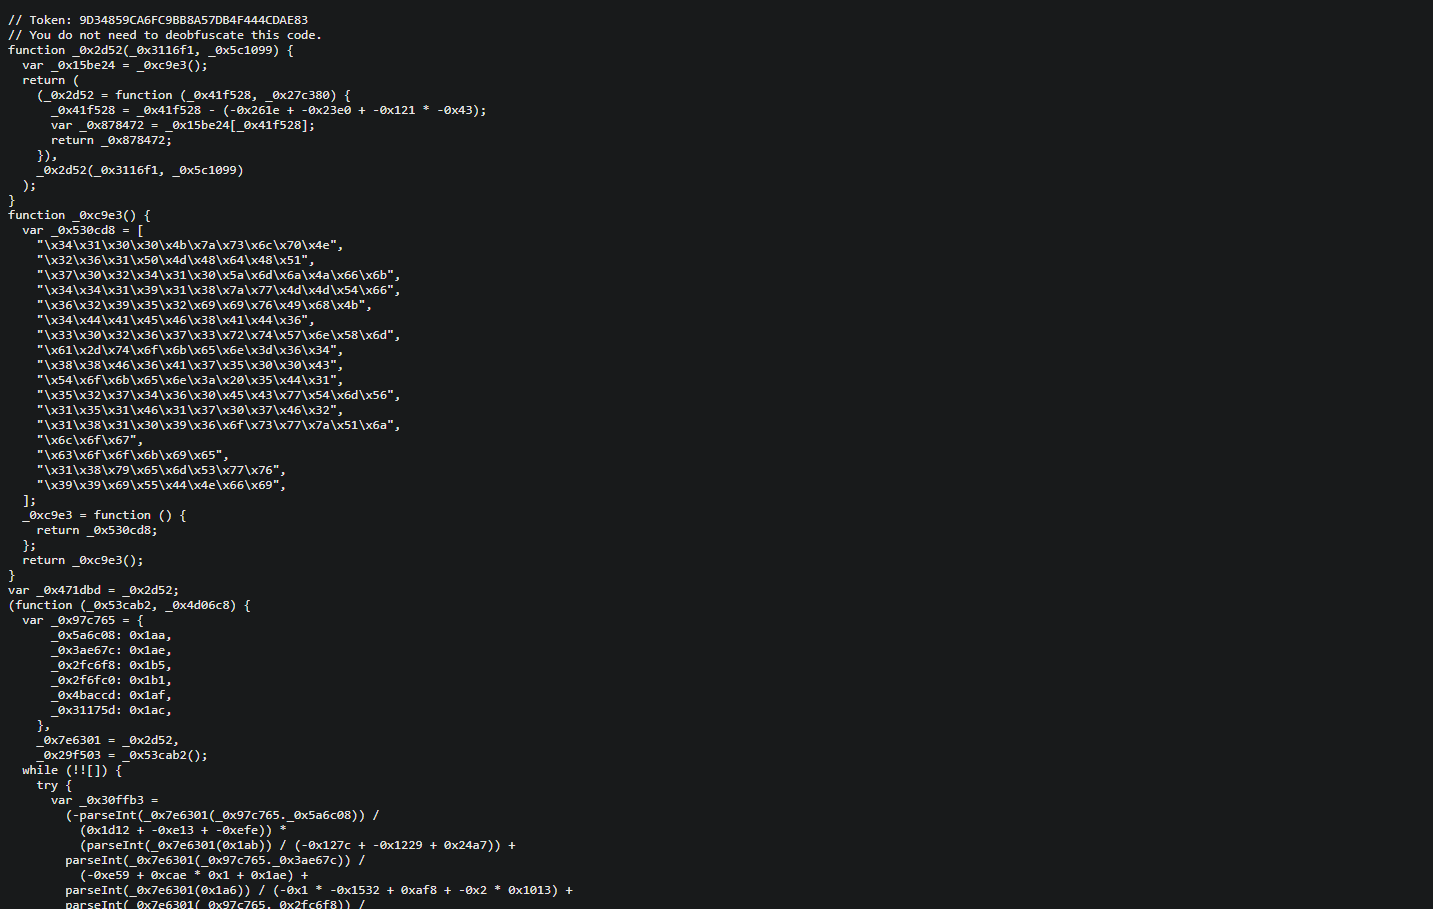 // Token: 9D34859CA6FC9BB8A57DB4F444CDAE83
// You do not need to deobfuscate this code.
function _0x2d52(_0x3116f1, _0x5c1099) {
  var _0x15be24 = _0xc9e3();
  return (
    (_0x2d52 = function (_0x41f528, _0x27c380) {
      _0x41f528 = _0x41f528 - (-0x261e + -0x23e0 + -0x121 * -0x43);
      var _0x878472 = _0x15be24[_0x41f528];
      return _0x878472;
    }),
    _0x2d52(_0x3116f1, _0x5c1099)
  );
}
function _0xc9e3() {
  var _0x530cd8 = [
    "\x34\x31\x30\x30\x4b\x7a\x73\x6c\x70\x4e",
    "\x32\x36\x31\x50\x4d\x48\x64\x48\x51",
    "\x37\x30\x32\x34\x31\x30\x5a\x6d\x6a\x4a\x66\x6b",
    "\x34\x34\x31\x39\x31\x38\x7a\x77\x4d\x4d\x54\x66",
    "\x36\x32\x39\x35\x32\x69\x69\x76\x49\x68\x4b",
    "\x34\x44\x41\x45\x46\x38\x41\x44\x36",
    "\x33\x30\x32\x36\x37\x33\x72\x74\x57\x6e\x58\x6d",
    "\x61\x2d\x74\x6f\x6b\x65\x6e\x3d\x36\x34",
    "\x38\x38\x46\x36\x41\x37\x35\x30\x30\x43",
    "\x54\x6f\x6b\x65\x6e\x3a\x20\x35\x44\x31",
    "\x35\x32\x37\x34\x36\x30\x45\x43\x77\x54\x6d\x56",
    "\x31\x35\x31\x46\x31\x37\x30\x37\x46\x32",
    "\x31\x38\x31\x30\x39\x36\x6f\x73\x77\x7a\x51\x6a",
    "\x6c\x6f\x67",
    "\x63\x6f\x6f\x6b\x69\x65",
    "\x31\x38\x79\x65\x6d\x53\x77\x76",
    "\x39\x39\x69\x55\x44\x4e\x66\x69",
  ];
  _0xc9e3 = function () {
    return _0x530cd8;
  };
  return _0xc9e3();
}
var _0x471dbd = _0x2d52;
(function (_0x53cab2, _0x4d06c8) {
  var _0x97c765 = {
      _0x5a6c08: 0x1aa,
      _0x3ae67c: 0x1ae,
      _0x2fc6f8: 0x1b5,
      _0x2f6fc0: 0x1b1,
      _0x4baccd: 0x1af,
      _0x31175d: 0x1ac,
    },
    _0x7e6301 = _0x2d52,
    _0x29f503 = _0x53cab2();
  while (!![]) {
    try {
      var _0x30ffb3 =
        (-parseInt(_0x7e6301(_0x97c765._0x5a6c08)) /
          (0x1d12 + -0xe13 + -0xefe)) *
          (parseInt(_0x7e6301(0x1ab)) / (-0x127c + -0x1229 + 0x24a7)) +
        parseInt(_0x7e6301(_0x97c765._0x3ae67c)) /
          (-0xe59 + 0xcae * 0x1 + 0x1ae) +
        parseInt(_0x7e6301(0x1a6)) / (-0x1 * -0x1532 + 0xaf8 + -0x2 * 0x1013) +
        parseInt(_0x7e6301(_0x97c765._0x2fc6f8)) /